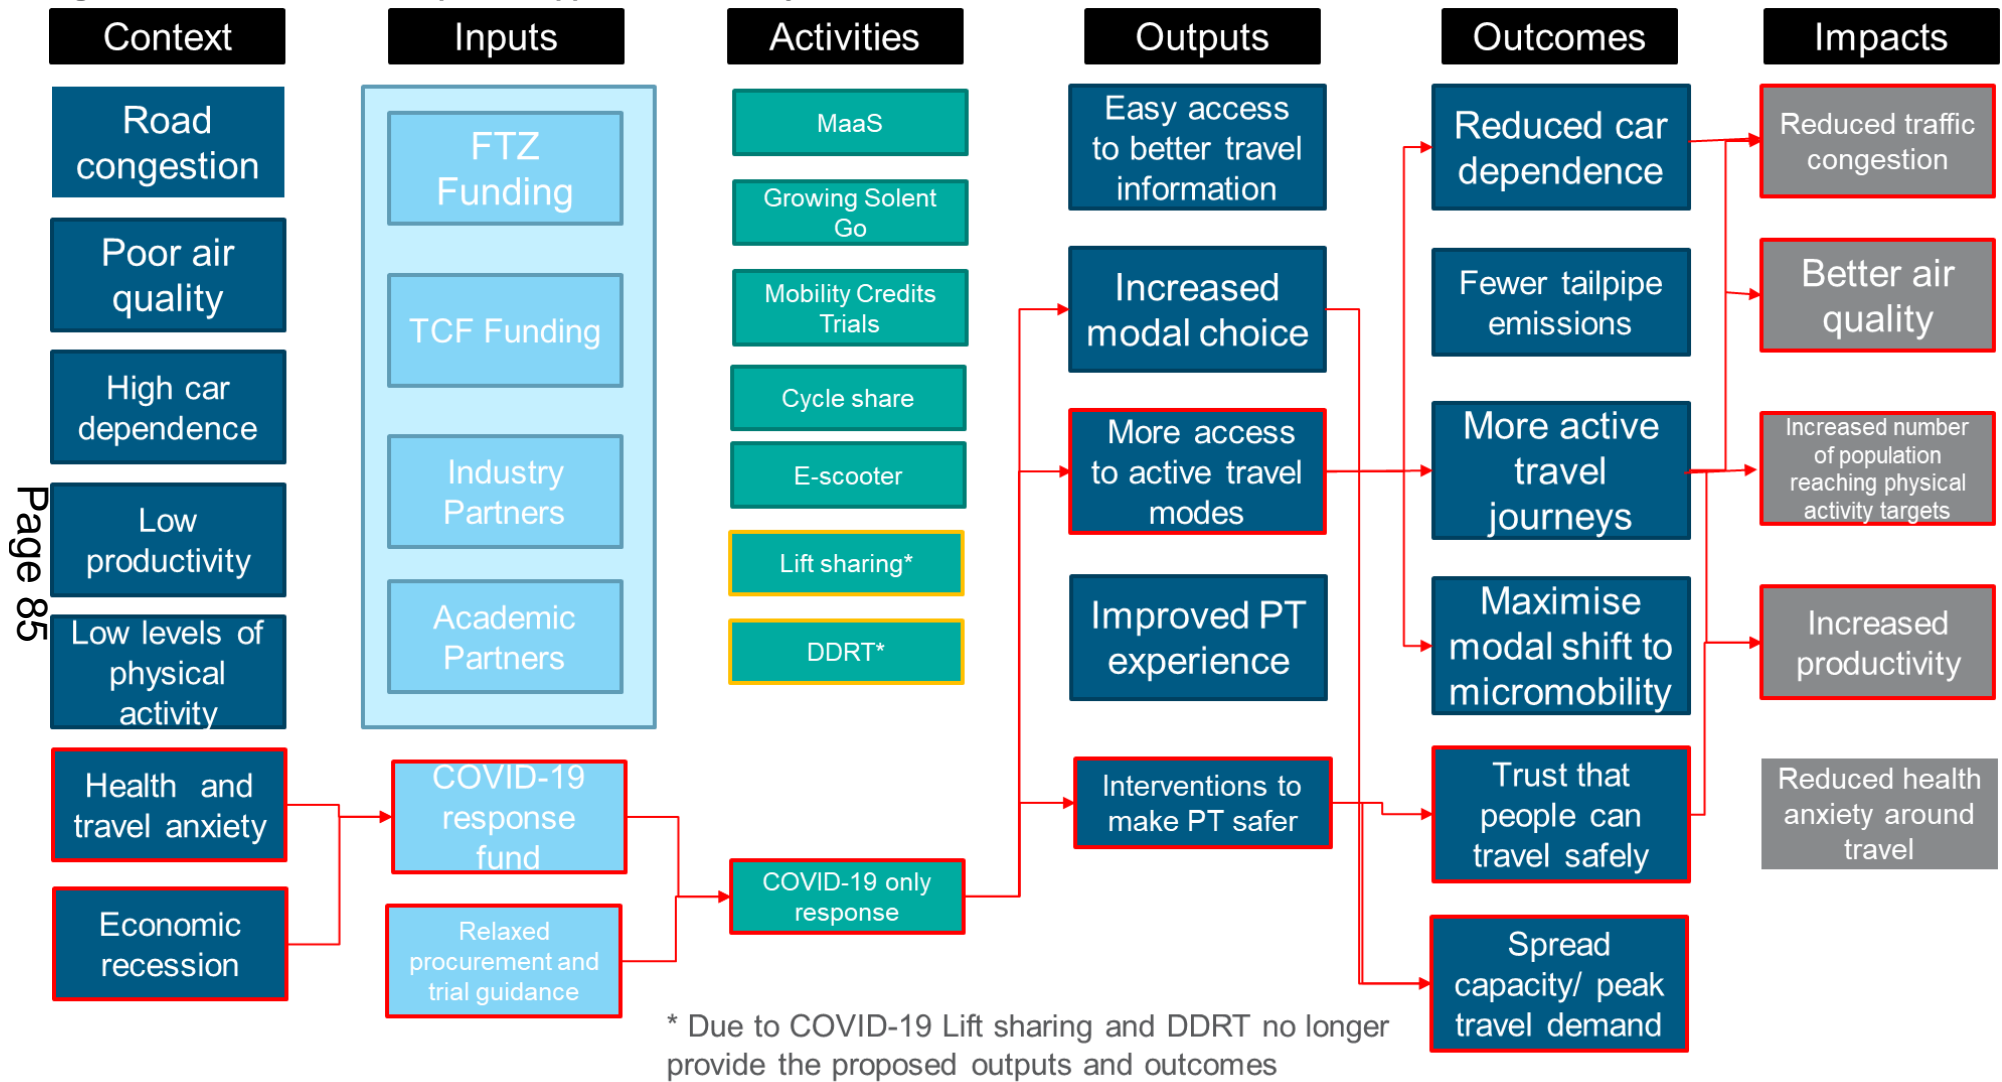 Context
Inputs
Activities
Outputs
Outcomes
Impacts
Road
congestion
Poor air
quality
High car
dependence
Low
productivity
Low levels of
physical
activity
Health and
travel anxiety
Economic
recession
Page 85
FTZ
Funding
TCF Funding
Industry
Partners
Academic
Partners
COVID-19
response
fund
Relaxed
procurement and
trial guidance
MaaS
Growing Solent
Go
Mobility Credits
Trials
Cycle share
E-scooter
Lift sharing*
DDRT*
COVID-19 only
response
Easy access
to better travel
information
Increased
modal choice
More access
to active travel
modes
Improved PT
experience
Interventions to
make PT safer
Reduced car
dependence
Fewer tailpipe
emissions
More active
travel
journeys
Maximise
modal shift to
micromobility
Trust that
people can
travel safely
Spread
capacity/ peak
travel demand
Reduced traffic
congestion
Better air
quality
Increased number
of population
reaching physical
activity targets
Increased
productivity
Reduced health
anxiety around
travel
* Due to COVID-19 Lift sharing and DDRT no longer
provide the proposed outputs and outcomes